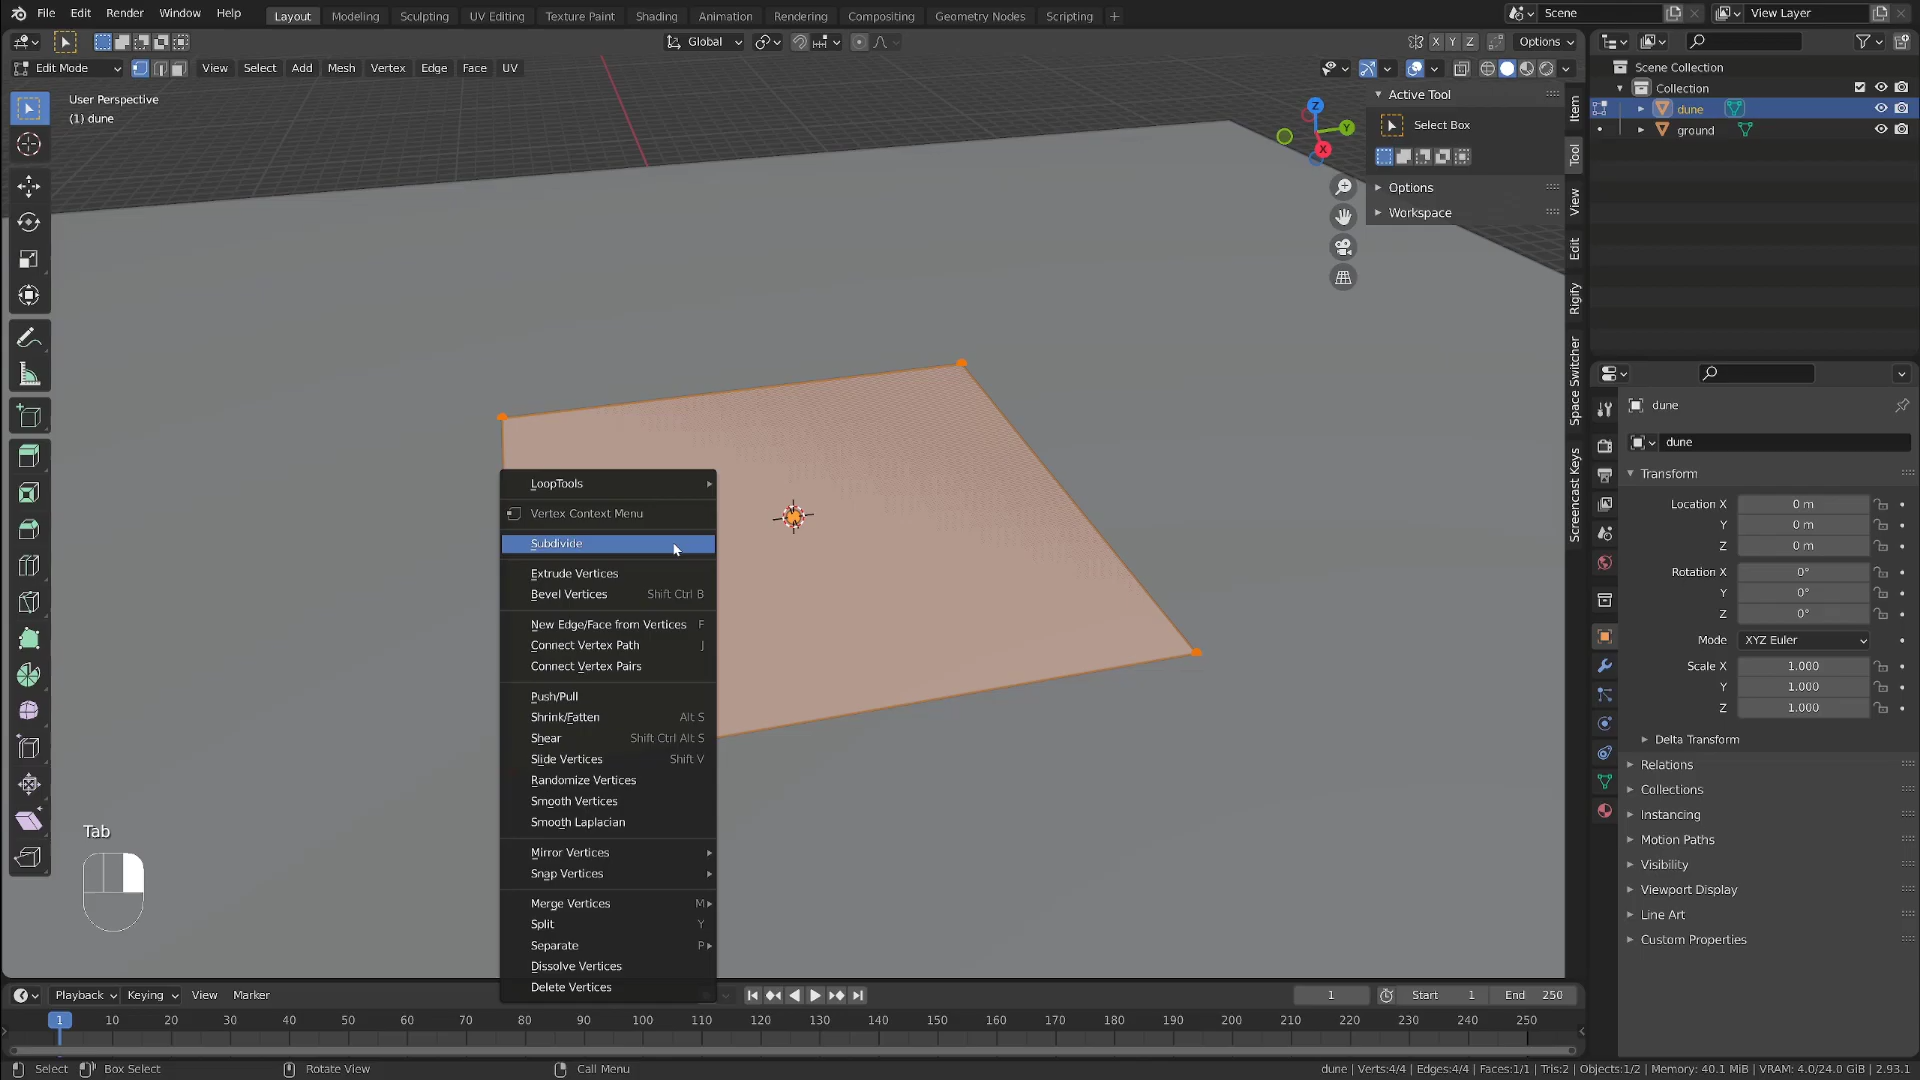 File Edit Render Window Help Layout Modeling Sculpting UV Editing Texture Paint Shading Animation Rendering Compositing Geometry Nodes Scripting + Scene View Layer
Global X Y Z Options
Edit Mode View Select Add Mesh Vertex Edge Face UV
User Perspective
(1) dune
Z
Y
X
Active Tool
Select Box
Options
Workspace
Item
Tool
View
Edit
Rigify
Space Switcher
Screencast Keys
Scene Collection
Collection
dune
ground
LoopTools
Vertex Context Menu
Subdivide
Extrude Vertices
Bevel Vertices Shift Ctrl B
New Edge/Face from Vertices F
Connect Vertex Path J
Connect Vertex Pairs
Push/Pull
Shrink/Fatten Alt S
Shear Shift Ctrl Alt S
Slide Vertices Shift V
Randomize Vertices
Smooth Vertices
Smooth Laplacian
Mirror Vertices
Snap Vertices
Merge Vertices M
Split Y
Separate P
Dissolve Vertices
Delete Vertices
Tab
dune
dune
Transform
Location X 0 m
Y 0 m
Z 0 m
Rotation X 0°
Y 0°
Z 0°
Mode XYZ Euler
Scale X 1.000
Y 1.000
Z 1.000
Delta Transform
Relations
Collections
Instancing
Motion Paths
Visibility
Viewport Display
Line Art
Custom Properties
Playback Keying View Marker 1 Start 1 End 250
1 10 20 30 40 50 60 70 80 90 100 110 120 130 140 150 160 170 180 190 200 210 220 230 240 250
Select Box Select Rotate View Call Menu dune | Verts:4/4 | Edges:4/4 | Faces:1/1 | Tris:2 | Objects:1/2 | Memory: 40.1 MiB | VRAM: 4.0/24.0 GiB | 2.93.1